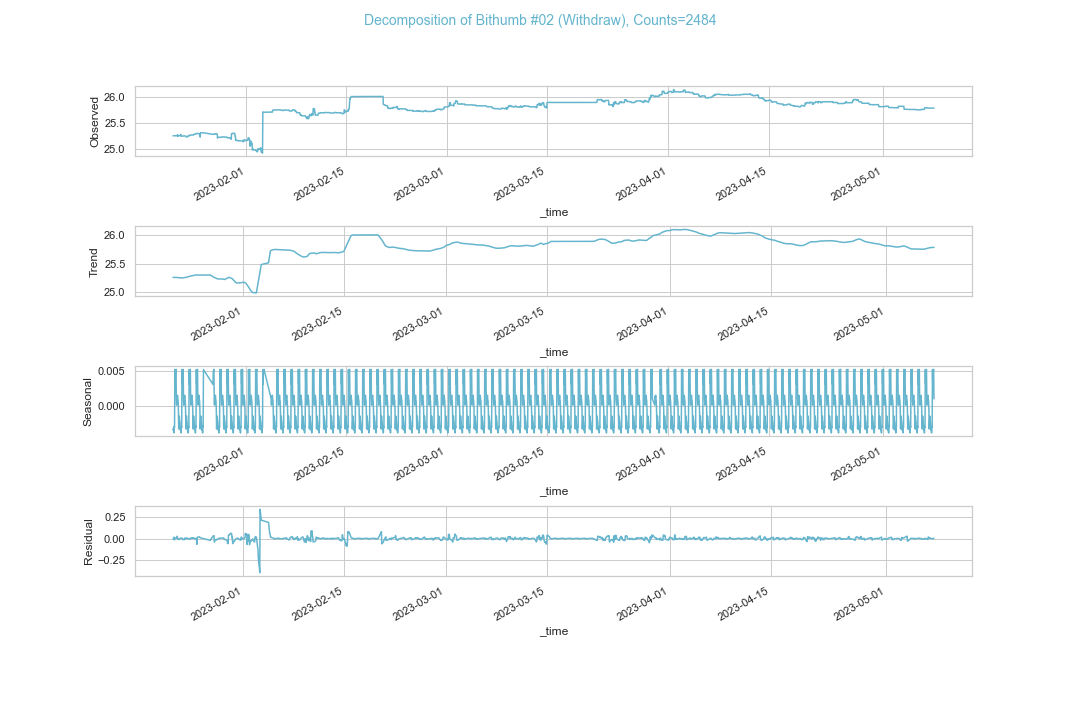 Decomposition of Bithumb #02 (Withdraw), Counts=2484
Observed
26.0
25.5
25.0
2023-02-01 2023-02-15 2023-03-01 2023-03-15 2023-04-01 2023-04-15 2023-05-01
_time
Trend
26.0
25.5
25.0
2023-02-01 2023-02-15 2023-03-01 2023-03-15 2023-04-01 2023-04-15 2023-05-01
_time
Seasonal
0.005
0.000
2023-02-01 2023-02-15 2023-03-01 2023-03-15 2023-04-01 2023-04-15 2023-05-01
_time
Residual
0.25
0.00
−0.25
2023-02-01 2023-02-15 2023-03-01 2023-03-15 2023-04-01 2023-04-15 2023-05-01
_time